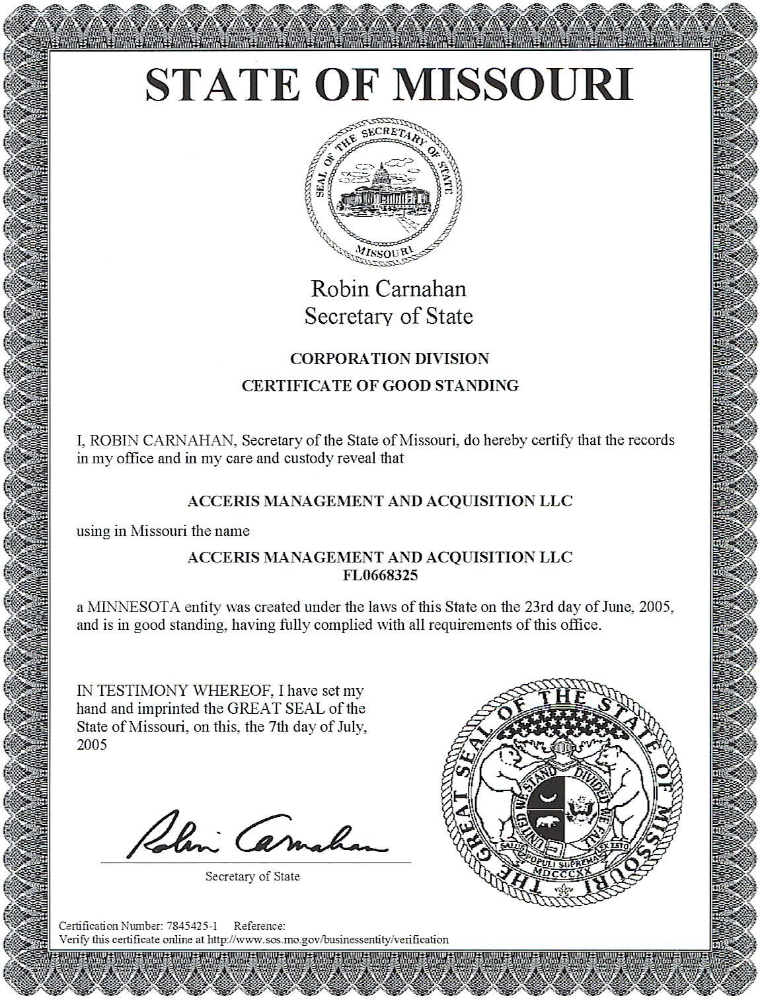 STATE OF MISSOURI
SEAL OF THE SECRETARY OF STATE
MISSOURI
Robin Carnahan
Secretary of State
CORPORATION DIVISION
CERTIFICATE OF GOOD STANDING
I, ROBIN CARNAHAN, Secretary of the State of Missouri, do hereby certify that the records
in my office and in my care and custody reveal that
ACCERIS MANAGEMENT AND ACQUISITION LLC
using in Missouri the name
ACCERIS MANAGEMENT AND ACQUISITION LLC
FL0668325
a MINNESOTA entity was created under the laws of this State on the 23rd day of June, 2005,
and is in good standing, having fully complied with all requirements of this office.
IN TESTIMONY WHEREOF, I have set my
hand and imprinted the GREAT SEAL of the
State of Missouri, on this, the 7th day of July,
2005
THE GREAT SEAL OF THE STATE OF MISSOURI
UNITED WE STAND DIVIDED WE FALL
SALUS POPULI SUPREMA LEX ESTO
MDCCCXX
Robin Carnahan
Secretary of State
Certification Number: 7845425-1 Reference:
Verify this certificate online at http://www.sos.mo.gov/businessentity/verification